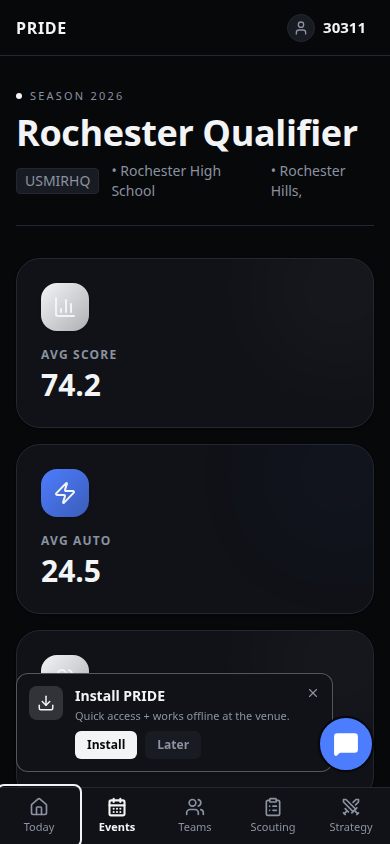 PRIDE
30311
SEASON 2026
Rochester Qualifier
USMIRHQ
• Rochester High School
• Rochester Hills,
AVG SCORE
74.2
AVG AUTO
24.5
Install PRIDE
Quick access + works offline at the venue.
Install
Later
Today
Events
Teams
Scouting
Strategy